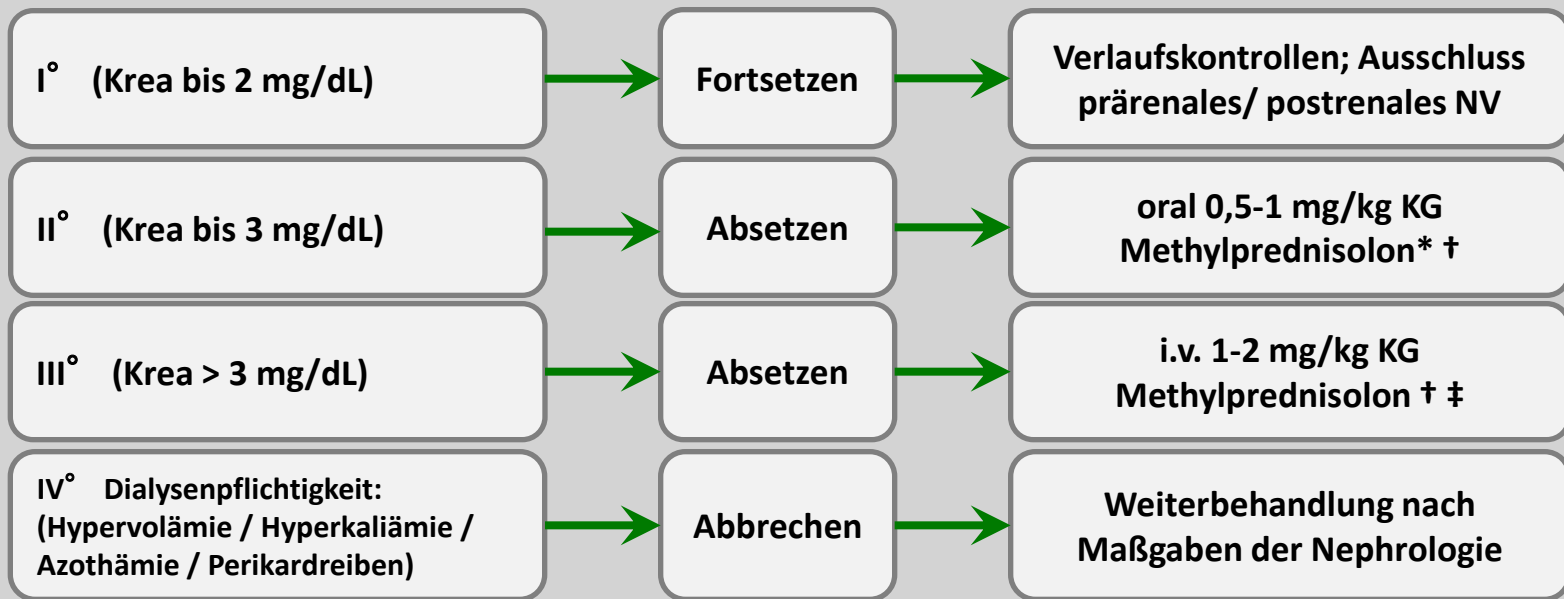 I° (Krea bis 2 mg/dL)
Fortsetzen
Verlaufskontrollen; Ausschluss
prärenales/ postrenales NV
II° (Krea bis 3 mg/dL)
Absetzen
oral 0,5-1 mg/kg KG
Methylprednisolon* †
III° (Krea > 3 mg/dL)
Absetzen
i.v. 1-2 mg/kg KG
Methylprednisolon † ‡
IV° Dialysenpflichtigkeit:
(Hypervolämie / Hyperkaliämie /
Azothämie / Perikardreiben)
Abbrechen
Weiterbehandlung nach
Maßgaben der Nephrologie